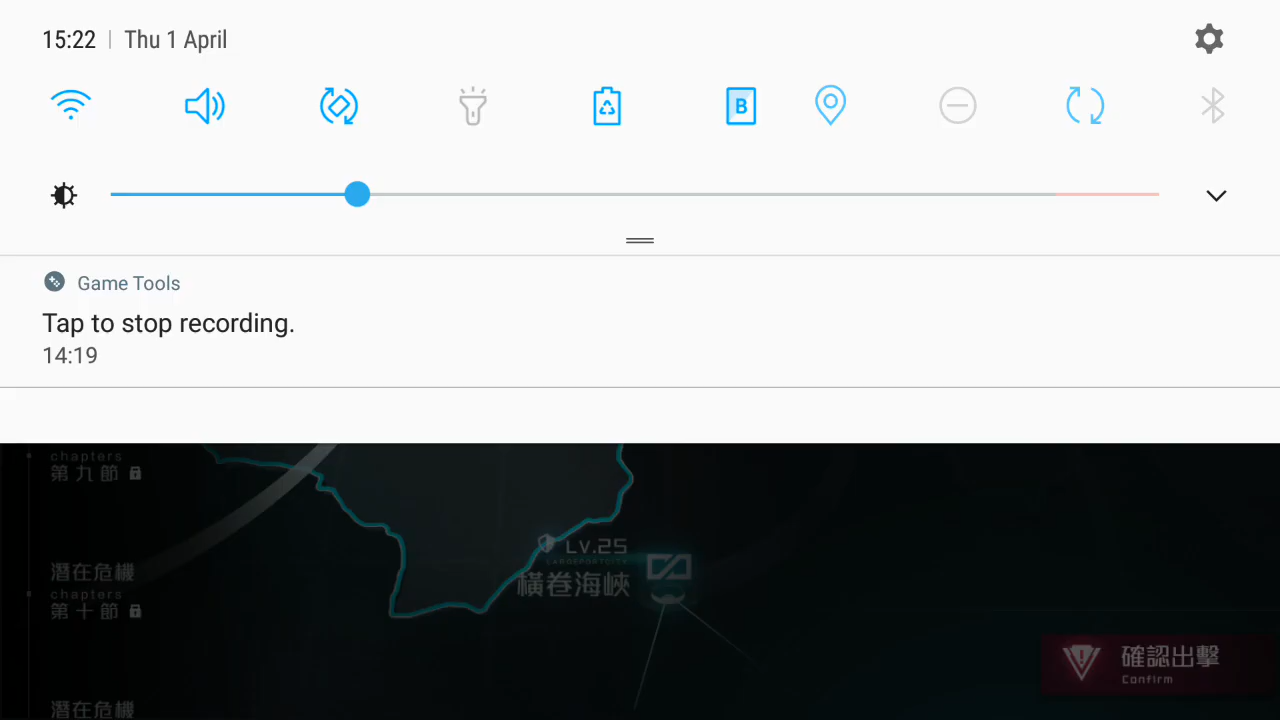 15:22 | Thu 1 April
B
Game Tools
Tap to stop recording.
14:19
chapters
第九節
LV.25
橫卷海峽
潛在危機
chapters
第十節
確認出擊
Confirm
潛在危機